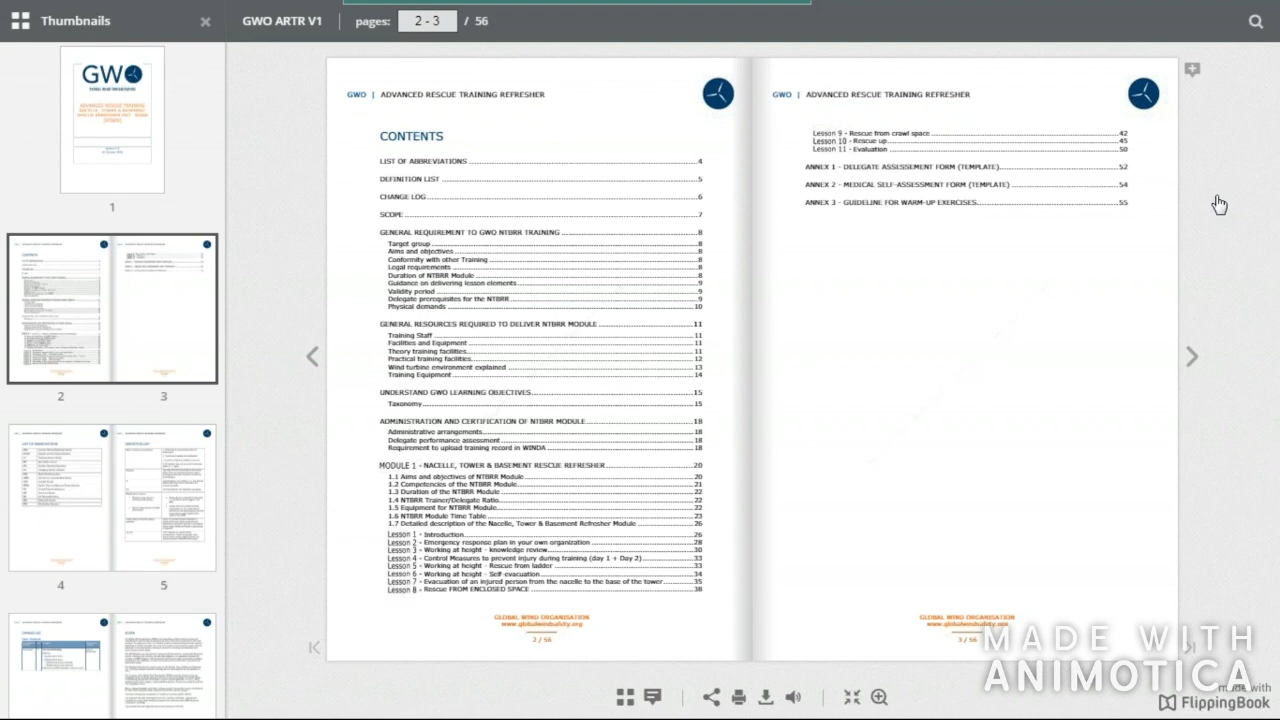 Thumbnails
GWO ARTR V1
pages:
2 - 3
/ 56
GWO
1
2
3
4
5
GWO | ADVANCED RESCUE TRAINING REFRESHER
CONTENTS
LIST OF ABBREVIATIONS ... 4
DEFINITION LIST ... 5
CHANGE LOG ... 6
SCOPE ... 7
GENERAL REQUIREMENT TO GWO NTBRR TRAINING ... 8
Target group ... 8
Aims and objectives ... 8
Conformity with other Training ... 8
Legal requirements ... 8
Duration of NTBRR Module ... 8
Guidance on delivering lesson elements ... 9
Validity period ... 9
Delegate prerequisites for the NTBRR ... 9
Physical demands ... 10
GENERAL RESOURCES REQUIRED TO DELIVER NTBRR MODULE ... 11
Training Staff ... 11
Facilities and Equipment ... 11
Theory training facilities ... 11
Practical training facilities ... 12
Wind turbine environment explained ... 13
Training Equipment ... 14
UNDERSTAND GWO LEARNING OBJECTIVES ... 15
Taxonomy ... 15
ADMINISTRATION AND CERTIFICATION OF NTBRR MODULE ... 18
Administrative arrangements ... 18
Delegate performance assessment ... 18
Requirement to upload training record in WINDA ... 18
MODULE 1 - NACELLE, TOWER & BASEMENT RESCUE REFRESHER ... 20
1.1 Aims and objectives of NTBRR Module ... 20
1.2 Competencies of the NTBRR Module ... 21
1.3 Duration of the NTBRR Module ... 22
1.4 NTBRR Trainer/Delegate Ratio ... 22
1.5 Equipment for NTBRR Module ... 22
1.6 NTBRR Module Time Table ... 23
1.7 Detailed description of the Nacelle, Tower & Basement Refresher Module ... 26
Lesson 1 - Introduction ... 26
Lesson 2 - Emergency response plan in your own organization ... 28
Lesson 3 - Working at height - knowledge review ... 30
Lesson 4 - Control Measures to prevent injury during training (day 1 + Day 2) ... 33
Lesson 5 - Working at height - Rescue from ladder ... 33
Lesson 6 - Working at height - Self-evacuation ... 34
Lesson 7 - Evacuation of an injured person from the nacelle to the base of the tower ... 35
Lesson 8 - Rescue FROM ENCLOSED SPACE ... 38
GLOBAL WIND ORGANISATION
www.globalwindsafety.org
2 / 56
GWO | ADVANCED RESCUE TRAINING REFRESHER
Lesson 9 - Rescue from crawl space ... 42
Lesson 10 - Rescue up ... 45
Lesson 11 - Evaluation ... 50
ANNEX 1 - DELEGATE ASSESSEMENT FORM (TEMPLATE) ... 52
ANNEX 2 - MEDICAL SELF-ASSESSMENT FORM (TEMPLATE) ... 54
ANNEX 3 - GUIDELINE FOR WARM-UP EXERCISES ... 55
GLOBAL WIND ORGANISATION
www.globalwindsafety.org
3 / 56
made with
FlippingBook